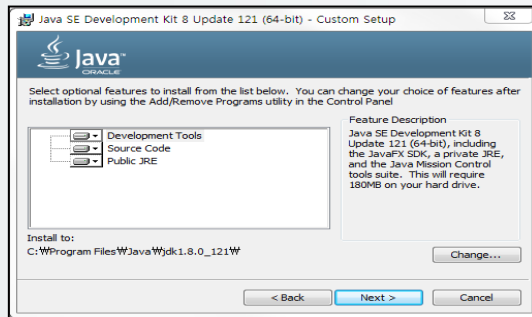 Java SE Development Kit 8 Update 121 (64-bit) - Custom Setup
Java™
ORACLE
Select optional features to install from the list below. You can change your choice of features after
installation by using the Add/Remove Programs utility in the Control Panel
Development Tools
Source Code
Public JRE
Feature Description
Java SE Development Kit 8
Update 121 (64-bit), including
the JavaFX SDK, a private JRE,
and the Java Mission Control
tools suite. This will require
180MB on your hard drive.
Install to:
C:₩Program Files₩Java₩jdk1.8.0_121₩
Change...
< Back
Next >
Cancel